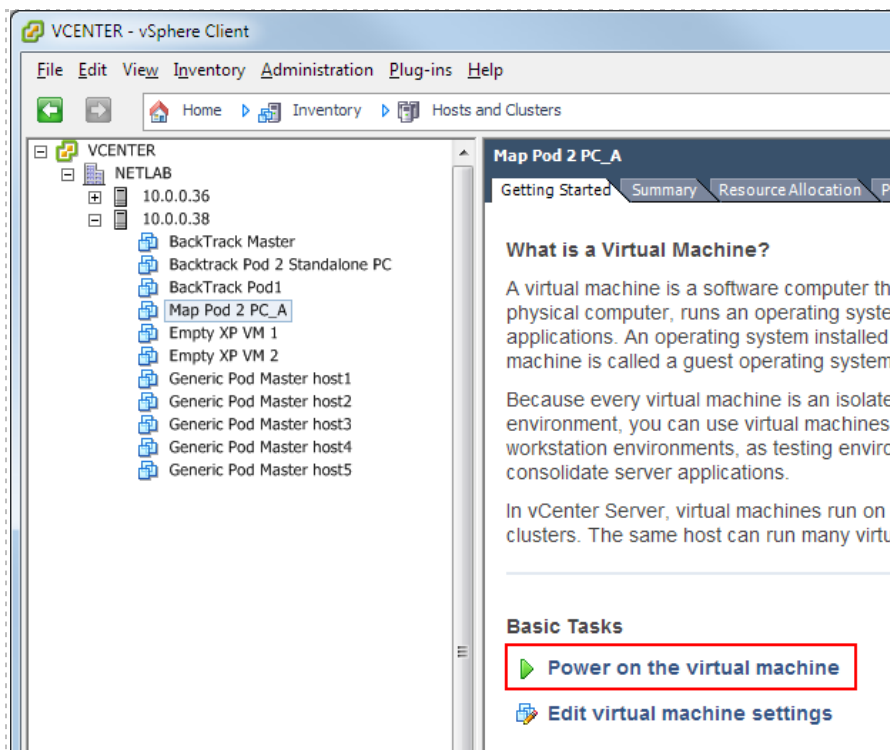 VCENTER - vSphere Client
File Edit View Inventory Administration Plug-ins Help
Home Inventory Hosts and Clusters
VCENTER
NETLAB
10.0.0.36
10.0.0.38
BackTrack Master
Backtrack Pod 2 Standalone PC
BackTrack Pod1
Map Pod 2 PC_A
Empty XP VM 1
Empty XP VM 2
Generic Pod Master host1
Generic Pod Master host2
Generic Pod Master host3
Generic Pod Master host4
Generic Pod Master host5
Map Pod 2 PC_A
Getting Started Summary Resource Allocation P
What is a Virtual Machine?
A virtual machine is a software computer th
physical computer, runs an operating syste
applications. An operating system installed
machine is called a guest operating system
Because every virtual machine is an isolate
environment, you can use virtual machines
workstation environments, as testing enviro
consolidate server applications.
In vCenter Server, virtual machines run on
clusters. The same host can run many virtu
Basic Tasks
Power on the virtual machine
Edit virtual machine settings